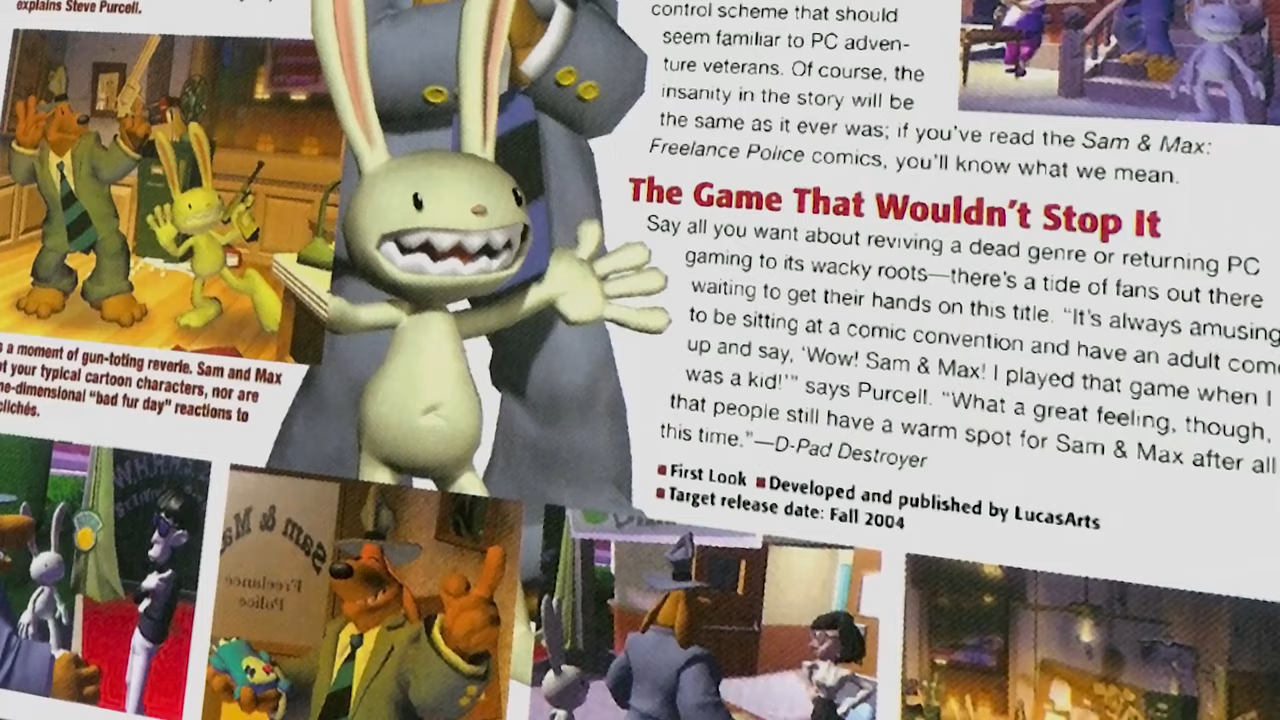 explains Steve Purcell.
control scheme that should
seem familiar to PC adven-
ture veterans. Of course, the
insanity in the story will be
the same as it ever was; if you've read the Sam & Max:
Freelance Police comics, you'll know what we mean.
The Game That Wouldn't Stop It
Say all you want about reviving a dead genre or returning PC
gaming to its wacky roots—there's a tide of fans out there
waiting to get their hands on this title. "It's always amusing
to be sitting at a comic convention and have an adult com
up and say, 'Wow! Sam & Max! I played that game when I
was a kid!'" says Purcell. "What a great feeling, though,
that people still have a warm spot for Sam & Max after all
this time."—D-Pad Destroyer
First Look Developed and published by LucasArts
Target release date: Fall 2004
s a moment of gun-toting reverie. Sam and Max
t your typical cartoon characters, nor are
ne-dimensional "bad fur day" reactions to
clichés.
Sam & Ma
Freelance
Police